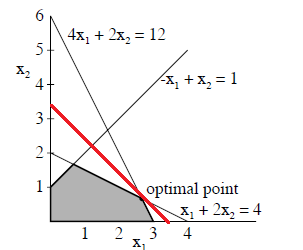 6
4x₁ + 2x₂ = 12
5
x₂
-x₁ + x₂ = 1
4
3
2
1
optimal point
x₁ + 2x₂ = 4
1 2 3 4
x₁